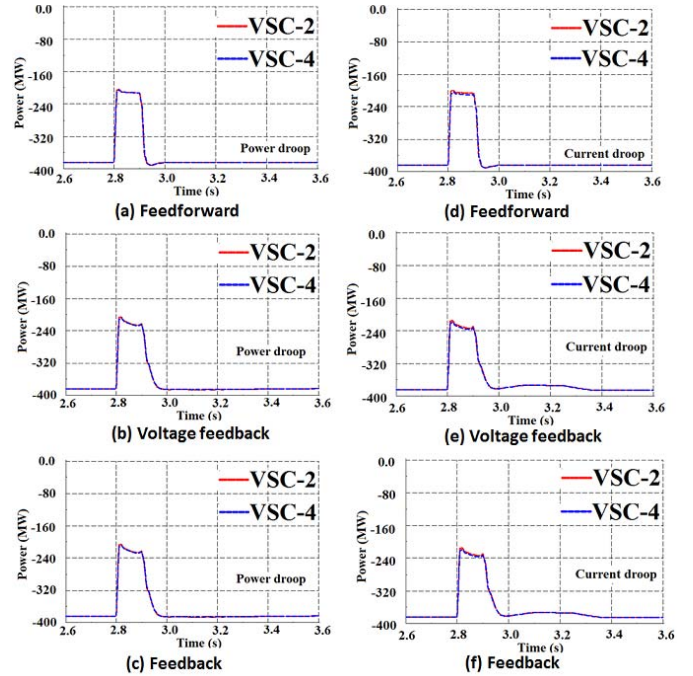 0.0
-80
-160
-240
-320
-400
Power (MW)
VSC-2
VSC-4
Power droop
2.6 2.8 3.0 3.2 3.4 3.6
Time (s)
(a) Feedforward
0.0
-80
-160
-240
-320
-400
Power (MW)
VSC-2
VSC-4
Current droop
2.6 2.8 3.0 3.2 3.4 3.6
Time (s)
(d) Feedforward
0.0
-80
-160
-240
-320
-400
Power (MW)
VSC-2
VSC-4
Power droop
2.6 2.8 3.0 3.2 3.4 3.6
Time (s)
(b) Voltage feedback
0.0
-80
-160
-240
-320
-400
Power (MW)
VSC-2
VSC-4
Current droop
2.6 2.8 3.0 3.2 3.4 3.6
Time (s)
(e) Voltage feedback
0.0
-80
-160
-240
-320
-400
Power (MW)
VSC-2
VSC-4
Power droop
2.6 2.8 3.0 3.2 3.4 3.6
Time (s)
(c) Feedback
0.0
-80
-160
-240
-320
-400
Power (MW)
VSC-2
VSC-4
Current droop
2.6 2.8 3.0 3.2 3.4 3.6
Time (s)
(f) Feedback